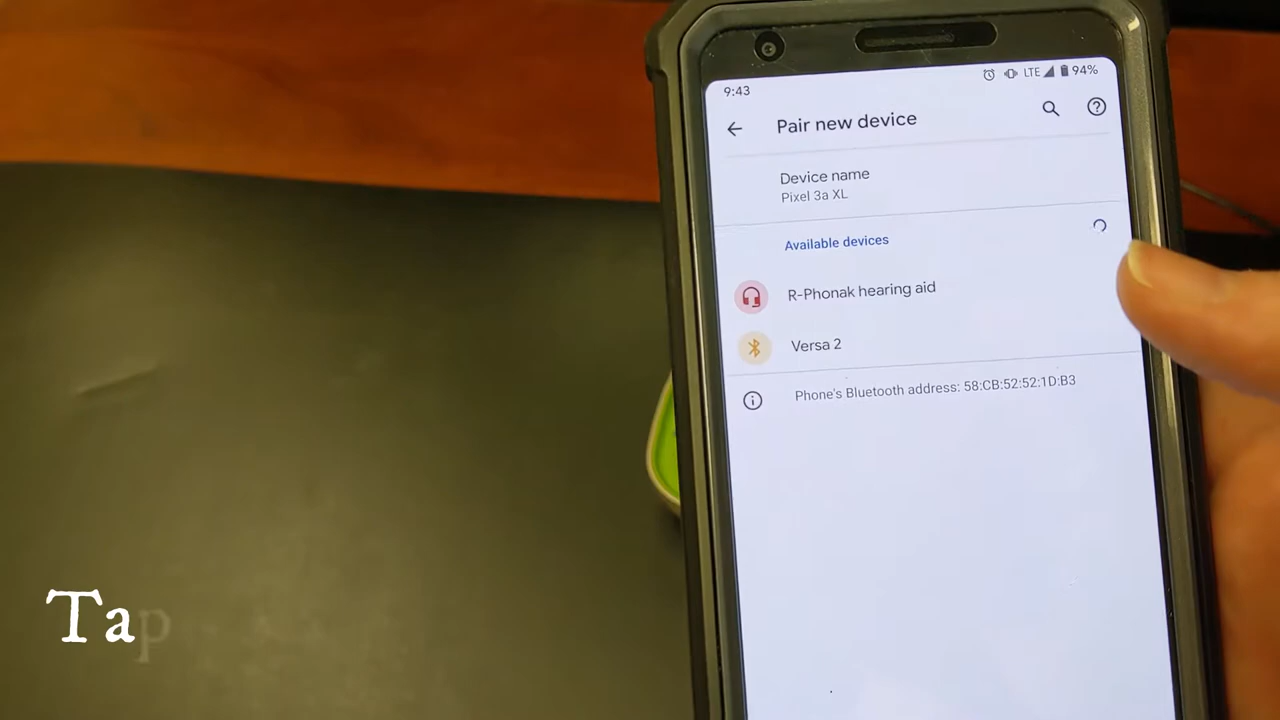 9:43
LTE 94%
Pair new device
Device name
Pixel 3a XL
Available devices
R-Phonak hearing aid
Versa 2
Phone's Bluetooth address: 58:CB:52:52:1D:B3
Tap